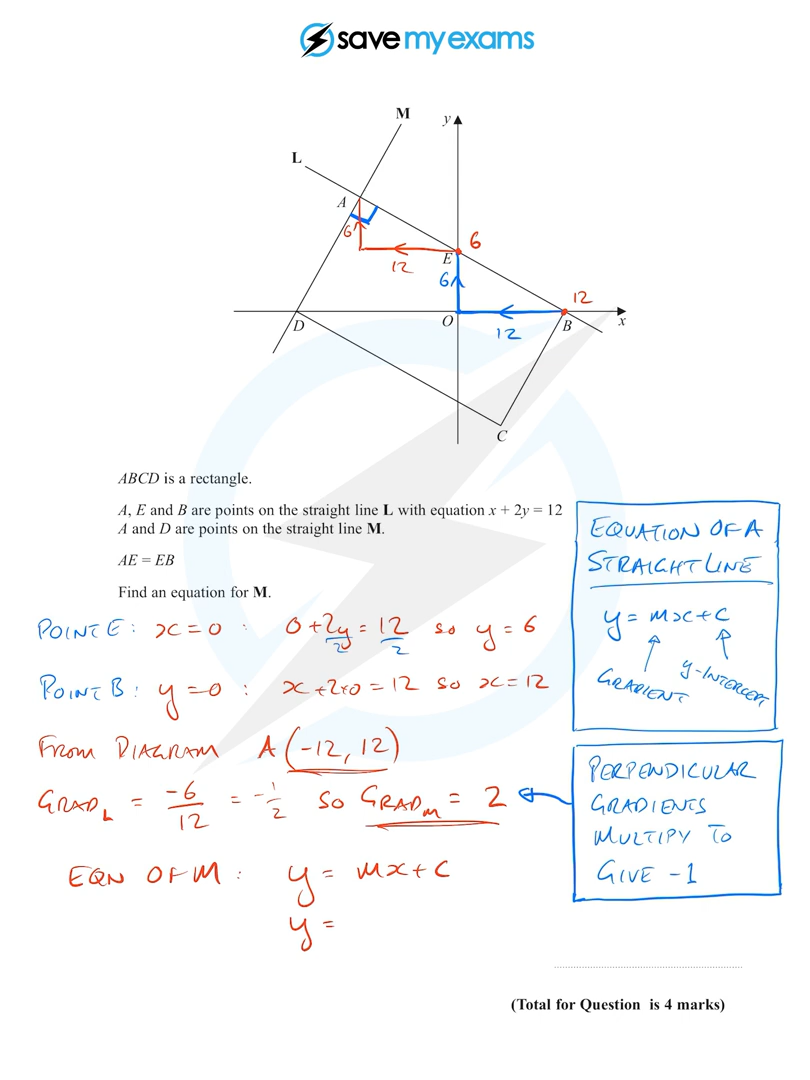 save my exams
M
y
L
A
6
6
E
12
6
12
D
O
12
B
x
C
ABCD is a rectangle.
A, E and B are points on the straight line L with equation x + 2y = 12
A and D are points on the straight line M.
AE = EB
Find an equation for M.
EQUATION OF A
STRAIGHT LINE
y = mx + c
GRADIENT
y-INTERCEPT
POINT E : x = 0 : 0 + 2y/2 = 12/2 so y = 6
POINT B : y = 0 : x + 2×0 = 12 so x = 12
FROM DIAGRAM A (-12, 12)
GRAD L = -6/12 = -1/2 SO GRAD M = 2
PERPENDICULAR
GRADIENTS
MULTIPY TO
GIVE -1
EQN OF M : y = mx + c
y =
(Total for Question is 4 marks)